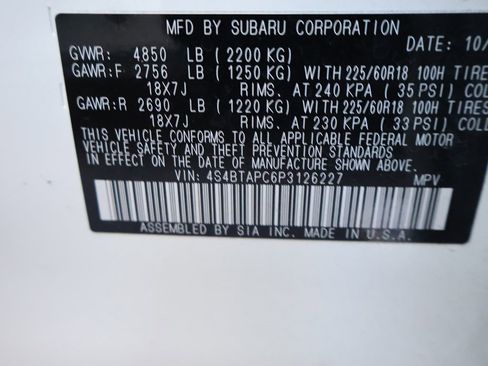 MFD BY SUBARU CORPORATION
DATE: 10/
GVWR: 4850 LB ( 2200 KG)
GAWR:F 2756 LB ( 1250 KG) WITH 225/60R18 100H TIRES
18X7J RIMS. AT 240 KPA ( 35 PSI) COLD
GAWR:R 2690 LB ( 1220 KG) WITH 225/60R18 100H TIRES
18X7J RIMS. AT 230 KPA ( 33 PSI) COLD
THIS VEHICLE CONFORMS TO ALL APPLICABLE FEDERAL MOTOR
VEHICLE SAFETY AND BUMPER AND THEFT PREVENTION STANDARDS
IN EFFECT ON THE DATE OF MANUFACTURE SHOWN ABOVE.
VIN: 4S4BTAPC6P3126227 MPV
ASSEMBLED BY SIA INC. MADE IN U.S.A.